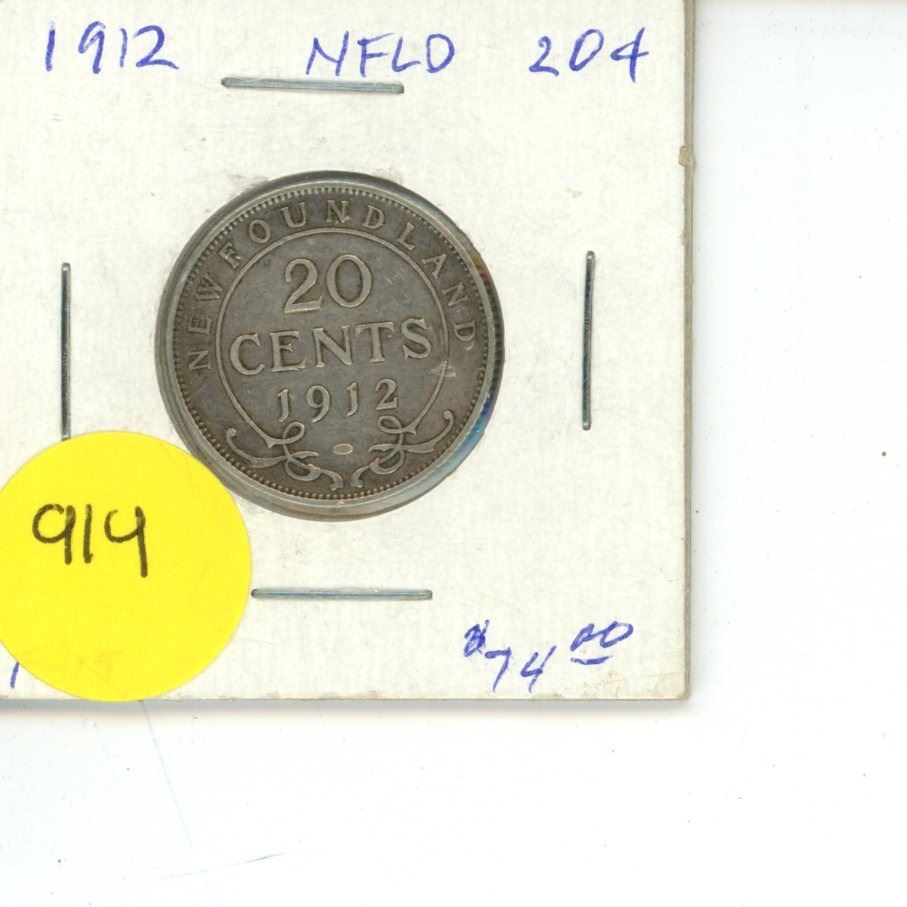 1912 NFLD 20¢
NEWFOUNDLAND
20
CENTS
1912
914
$74.00